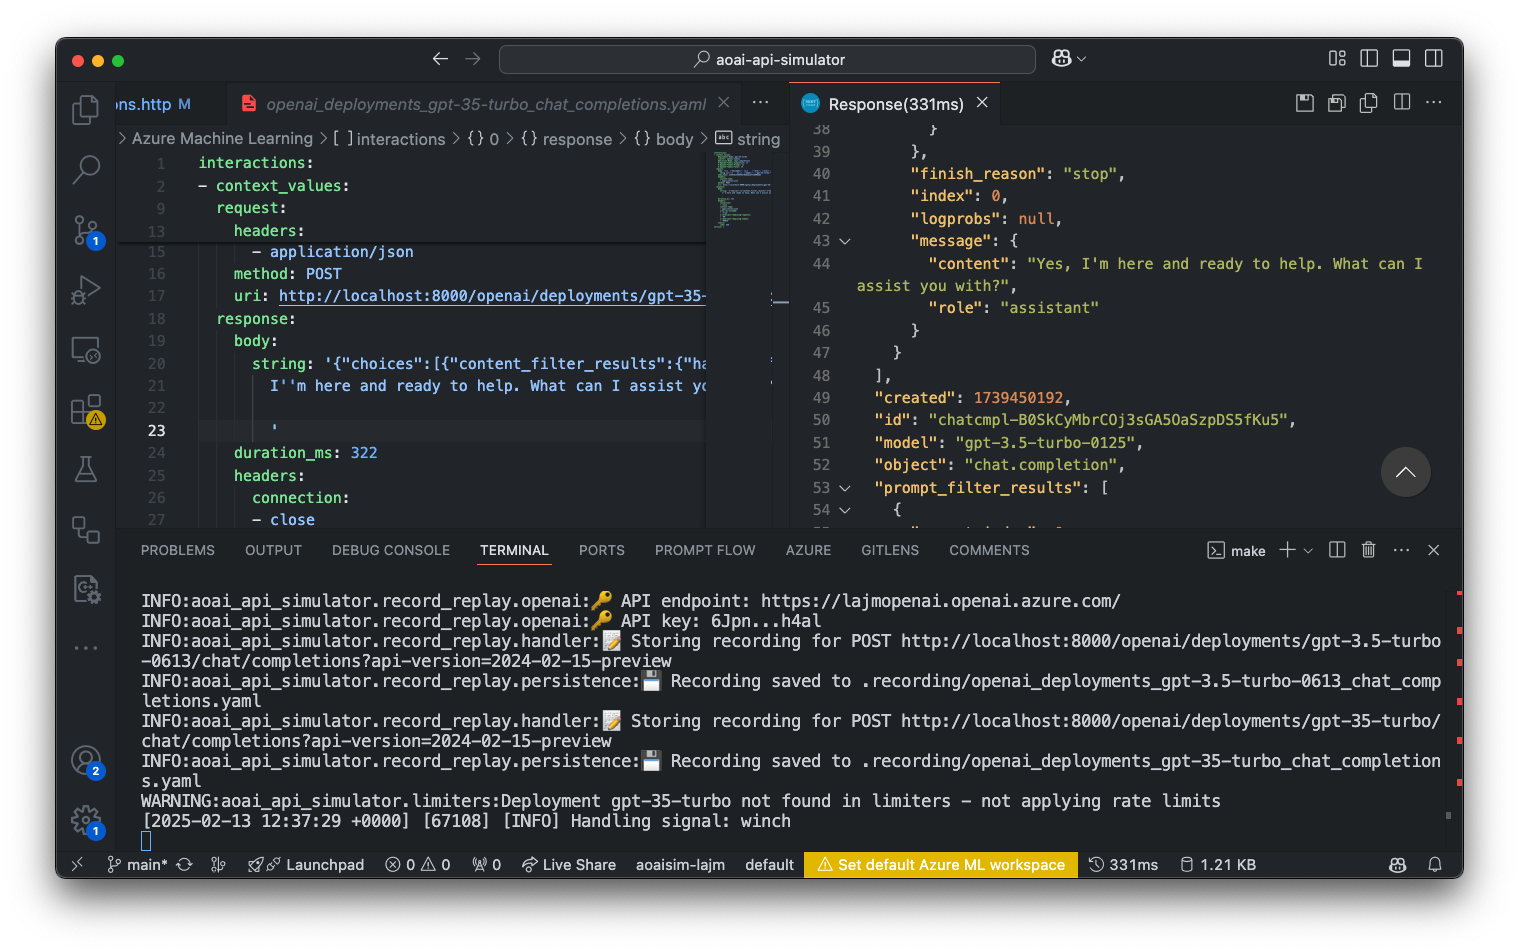 aoai-api-simulator
ons.http M
openai_deployments_gpt-35-turbo_chat_completions.yaml
Response(331ms)
> Azure Machine Learning > [ ] interactions > {} 0 > {} response > {} body > abc string
1 interactions:
2 - context_values:
9 request:
13 headers:
15 - application/json
16 method: POST
17 uri: http://localhost:8000/openai/deployments/gpt-35-
18 response:
19 body:
20 string: '{"choices":[{"content_filter_results":{"ha
21 I''m here and ready to help. What can I assist yo
22
23 '
24 duration_ms: 322
25 headers:
26 connection:
27 - close
38 }
39 },
40 "finish_reason": "stop",
41 "index": 0,
42 "logprobs": null,
43 "message": {
44 "content": "Yes, I'm here and ready to help. What can I
assist you with?",
45 "role": "assistant"
46 }
47 }
48 ],
49 "created": 1739450192,
50 "id": "chatcmpl-B0SkCyMbrCOj3sGA5OaSzpDS5fKu5",
51 "model": "gpt-3.5-turbo-0125",
52 "object": "chat.completion",
53 "prompt_filter_results": [
54 {
1
2
1
PROBLEMS OUTPUT DEBUG CONSOLE TERMINAL PORTS PROMPT FLOW AZURE GITLENS COMMENTS
make
INFO:aoai_api_simulator.record_replay.openai:🔑 API endpoint: https://lajmopenai.openai.azure.com/
INFO:aoai_api_simulator.record_replay.openai:🔑 API key: 6Jpn...h4al
INFO:aoai_api_simulator.record_replay.handler:📝 Storing recording for POST http://localhost:8000/openai/deployments/gpt-3.5-turbo
-0613/chat/completions?api-version=2024-02-15-preview
INFO:aoai_api_simulator.record_replay.persistence:💾 Recording saved to .recording/openai_deployments_gpt-3.5-turbo-0613_chat_comp
letions.yaml
INFO:aoai_api_simulator.record_replay.handler:📝 Storing recording for POST http://localhost:8000/openai/deployments/gpt-35-turbo/
chat/completions?api-version=2024-02-15-preview
INFO:aoai_api_simulator.record_replay.persistence:💾 Recording saved to .recording/openai_deployments_gpt-35-turbo_chat_completion
s.yaml
WARNING:aoai_api_simulator.limiters:Deployment gpt-35-turbo not found in limiters - not applying rate limits
[2025-02-13 12:37:29 +0000] [67108] [INFO] Handling signal: winch
main* Launchpad 0 0 0 Live Share aoaisim-lajm default Set default Azure ML workspace 331ms 1.21 KB